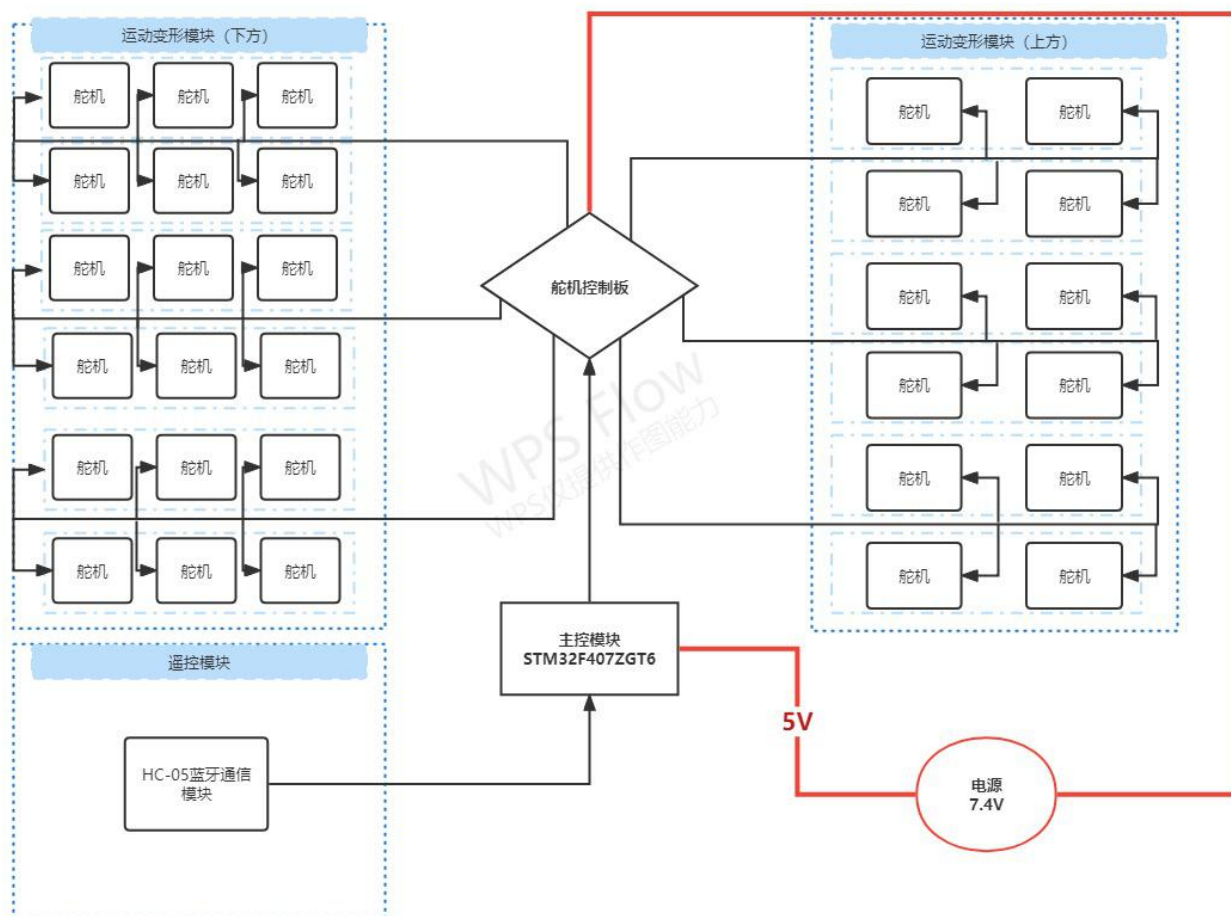 运动变形模块（下方）
舵机 舵机 舵机
舵机 舵机 舵机
舵机 舵机 舵机
舵机 舵机 舵机
舵机 舵机 舵机
舵机 舵机 舵机
运动变形模块（上方）
舵机 舵机
舵机 舵机
舵机 舵机
舵机 舵机
舵机 舵机
舵机 舵机
舵机控制板
WPS Flow
WPS仅提供作图能力
主控模块
STM32F407ZGT6
遥控模块
HC-05蓝牙通信
模块
5V
电源
7.4V